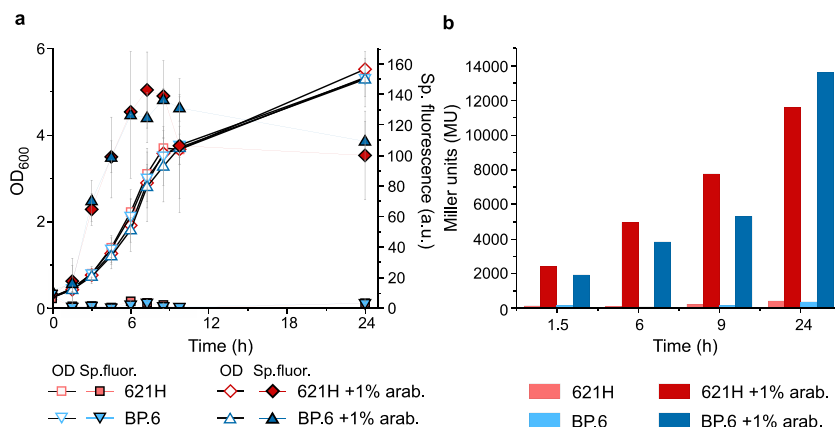 a
b
OD600
6
4
2
0
0
6
12
18
24
Time (h)
160
140
120
100
80
60
40
20
0
Sp. fluorescence (a.u.)
Miller units (MU)
14000
12000
10000
8000
6000
4000
2000
0
1.5
6
9
24
Time (h)
OD Sp.fluor.
OD Sp.fluor.
621H
621H +1% arab.
BP.6
BP.6 +1% arab.
621H
621H +1% arab.
BP.6
BP.6 +1% arab.